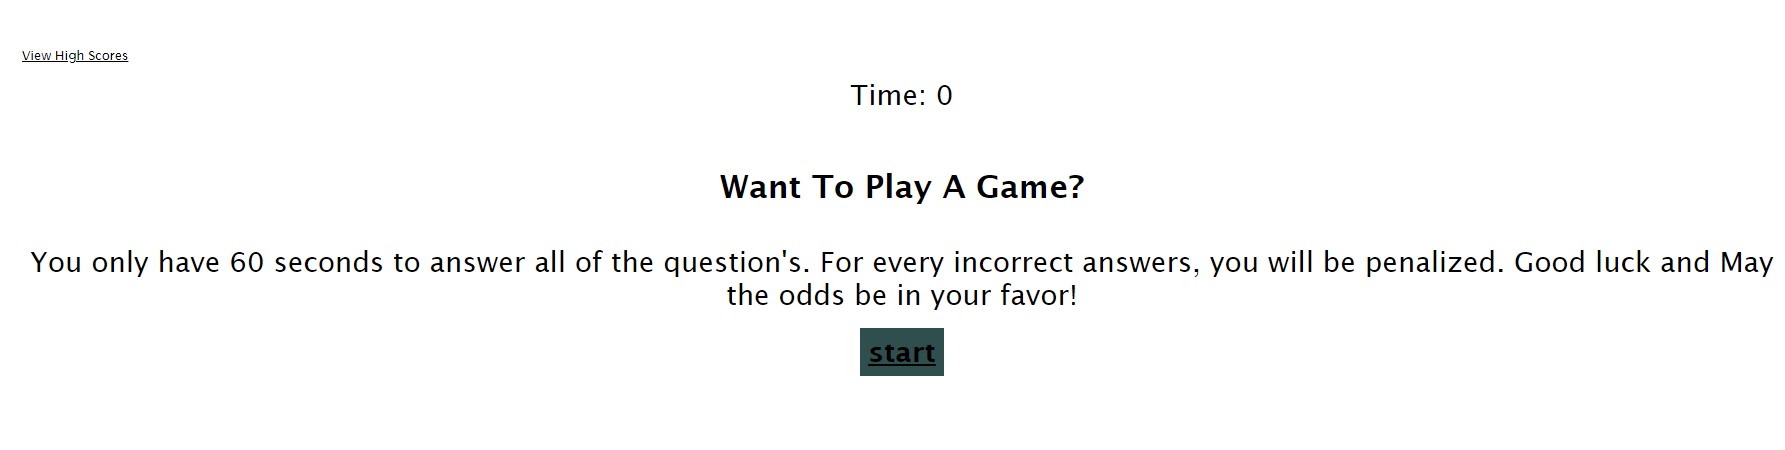 View High Scores
Time: 0
Want To Play A Game?
You only have 60 seconds to answer all of the question's. For every incorrect answers, you will be penalized. Good luck and May
the odds be in your favor!
start